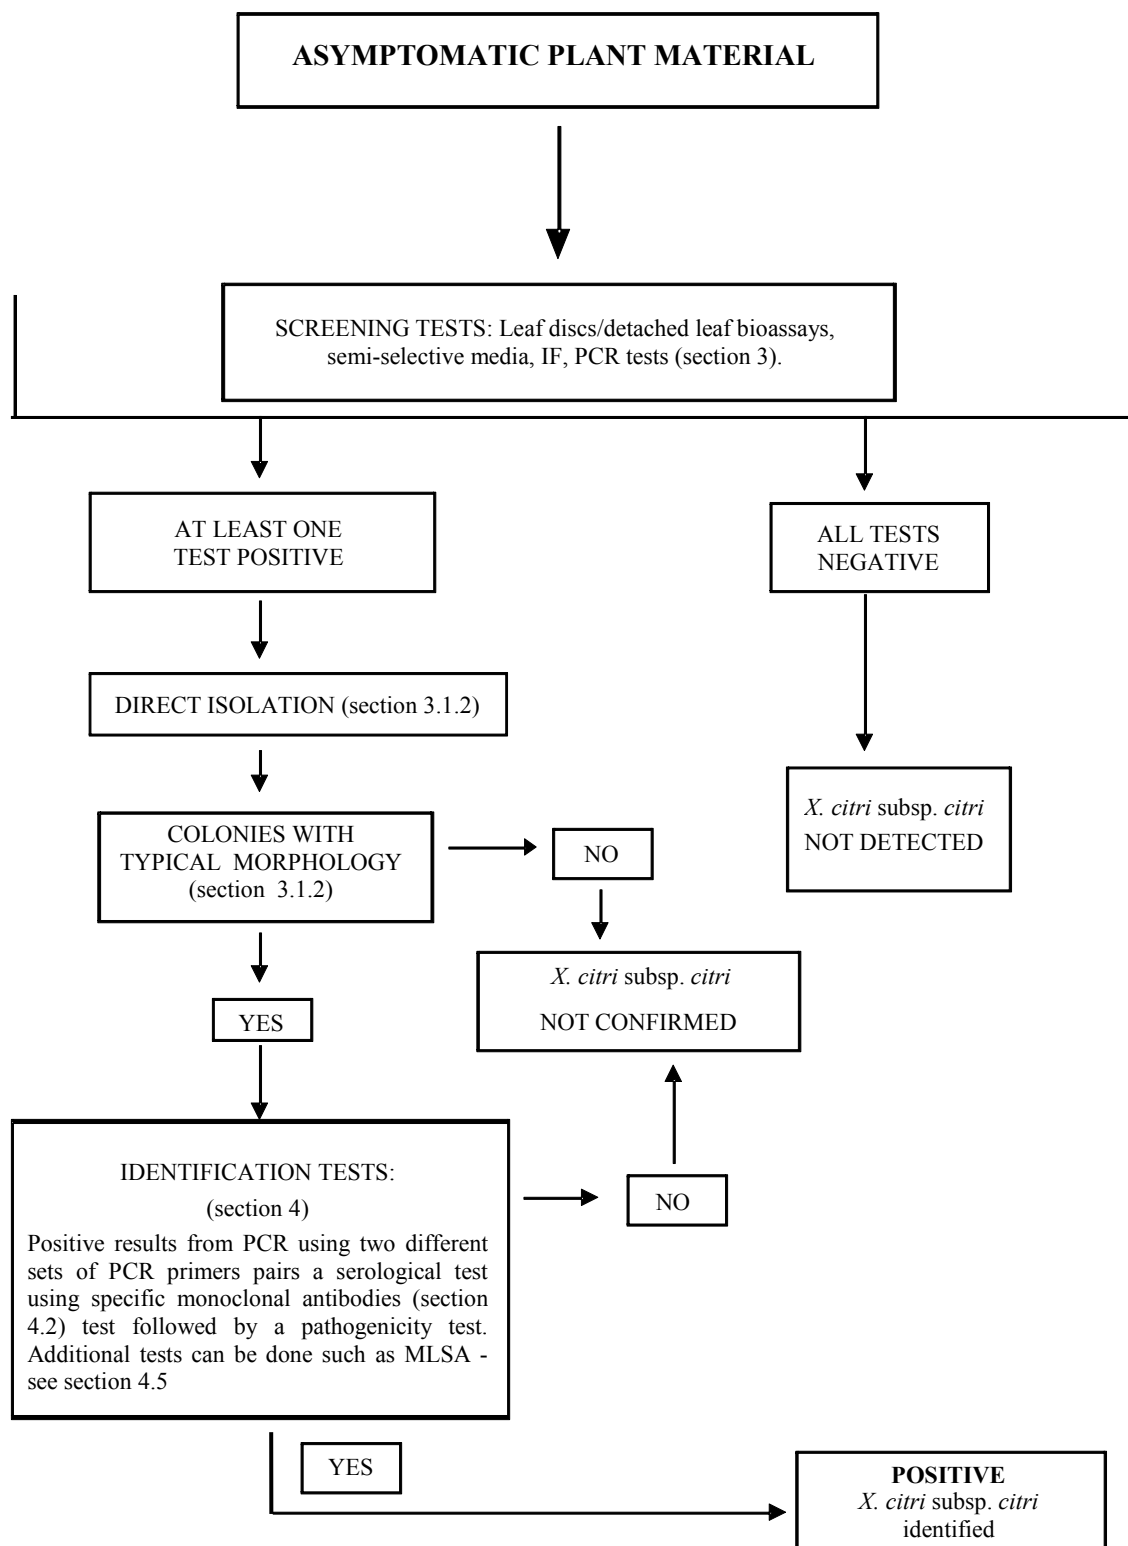 ASYMPTOMATIC PLANT MATERIAL
SCREENING TESTS: Leaf discs/detached leaf bioassays,
semi-selective media, IF, PCR tests (section 3).
AT LEAST ONE
TEST POSITIVE
ALL TESTS
NEGATIVE
DIRECT ISOLATION (section 3.1.2)
X. citri subsp. citri
NOT DETECTED
COLONIES WITH
TYPICAL MORPHOLOGY
(section 3.1.2)
NO
X. citri subsp. citri
NOT CONFIRMED
YES
IDENTIFICATION TESTS:
(section 4)
Positive results from PCR using two different
sets of PCR primers pairs a serological test
using specific monoclonal antibodies (section
4.2) test followed by a pathogenicity test.
Additional tests can be done such as MLSA -
see section 4.5
NO
YES
POSITIVE
X. citri subsp. citri
identified